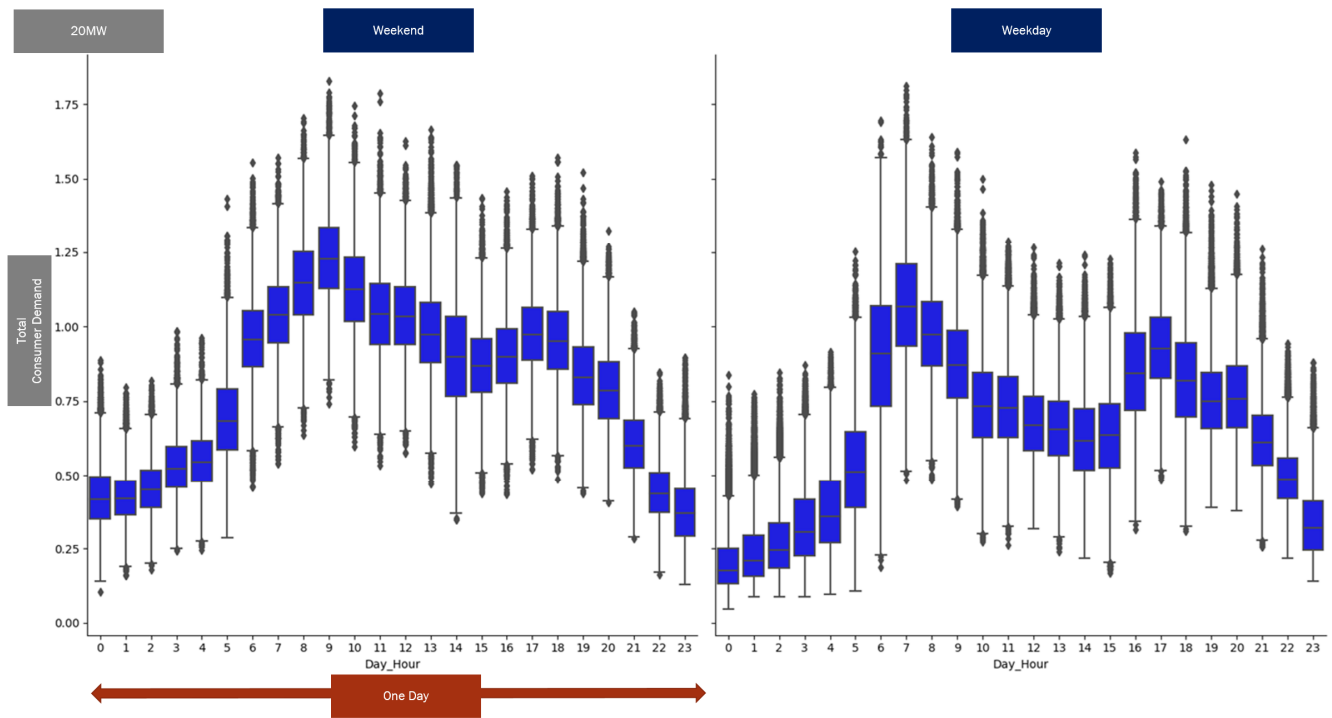 20MW
Weekend
Weekday
Total
Consumer Demand
1.75
1.50
1.25
1.00
0.75
0.50
0.25
0.00
0 1 2 3 4 5 6 7 8 9 10 11 12 13 14 15 16 17 18 19 20 21 22 23
Day_Hour
0 1 2 3 4 5 6 7 8 9 10 11 12 13 14 15 16 17 18 19 20 21 22 23
Day_Hour
One Day